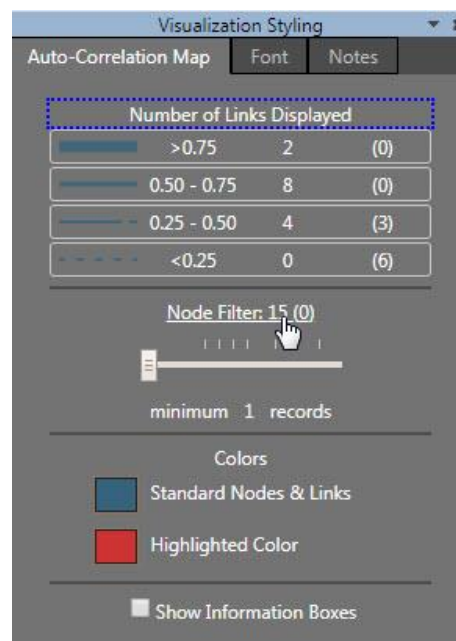 Visualization Styling
Auto-Correlation Map Font Notes
Number of Links Displayed
>0.75 2 (0)
0.50 - 0.75 8 (0)
0.25 - 0.50 4 (3)
<0.25 0 (6)
Node Filter: 15 (0)
minimum 1 records
Colors
Standard Nodes & Links
Highlighted Color
Show Information Boxes